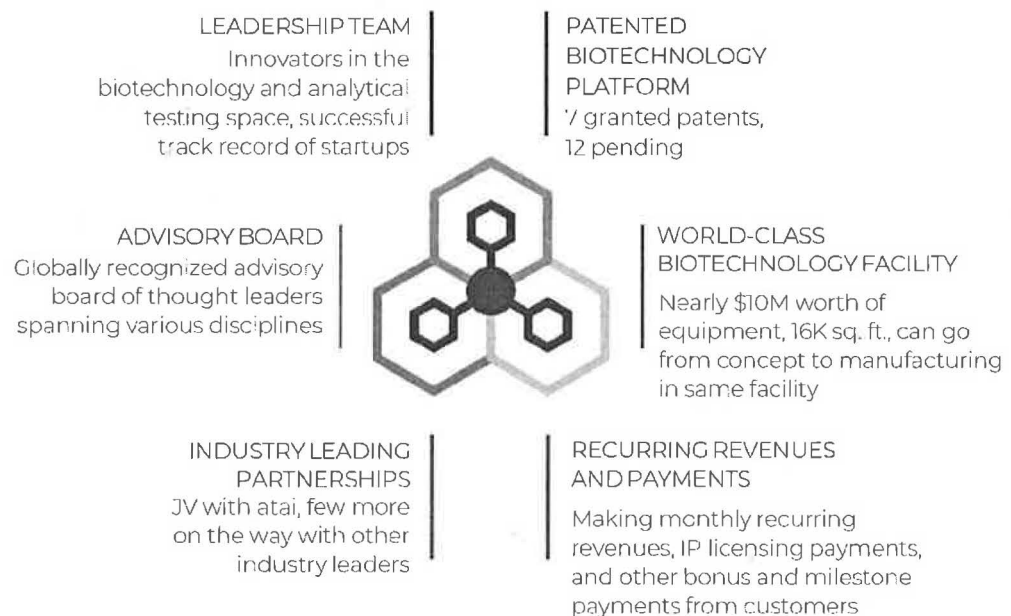 LEADERSHIP TEAM
Innovators in the
biotechnology and analytical
testing space, successful
track record of startups
PATENTED
BIOTECHNOLOGY
PLATFORM
7 granted patents,
12 pending
ADVISORY BOARD
Globally recognized advisory
board of thought leaders
spanning various disciplines
WORLD-CLASS
BIOTECHNOLOGY FACILITY
Nearly $10M worth of
equipment, 16K sq. ft., can go
from concept to manufacturing
in same facility
INDUSTRY LEADING
PARTNERSHIPS
JV with atai, few more
on the way with other
industry leaders
RECURRING REVENUES
AND PAYMENTS
Making monthly recurring
revenues, IP licensing payments,
and other bonus and milestone
payments from customers